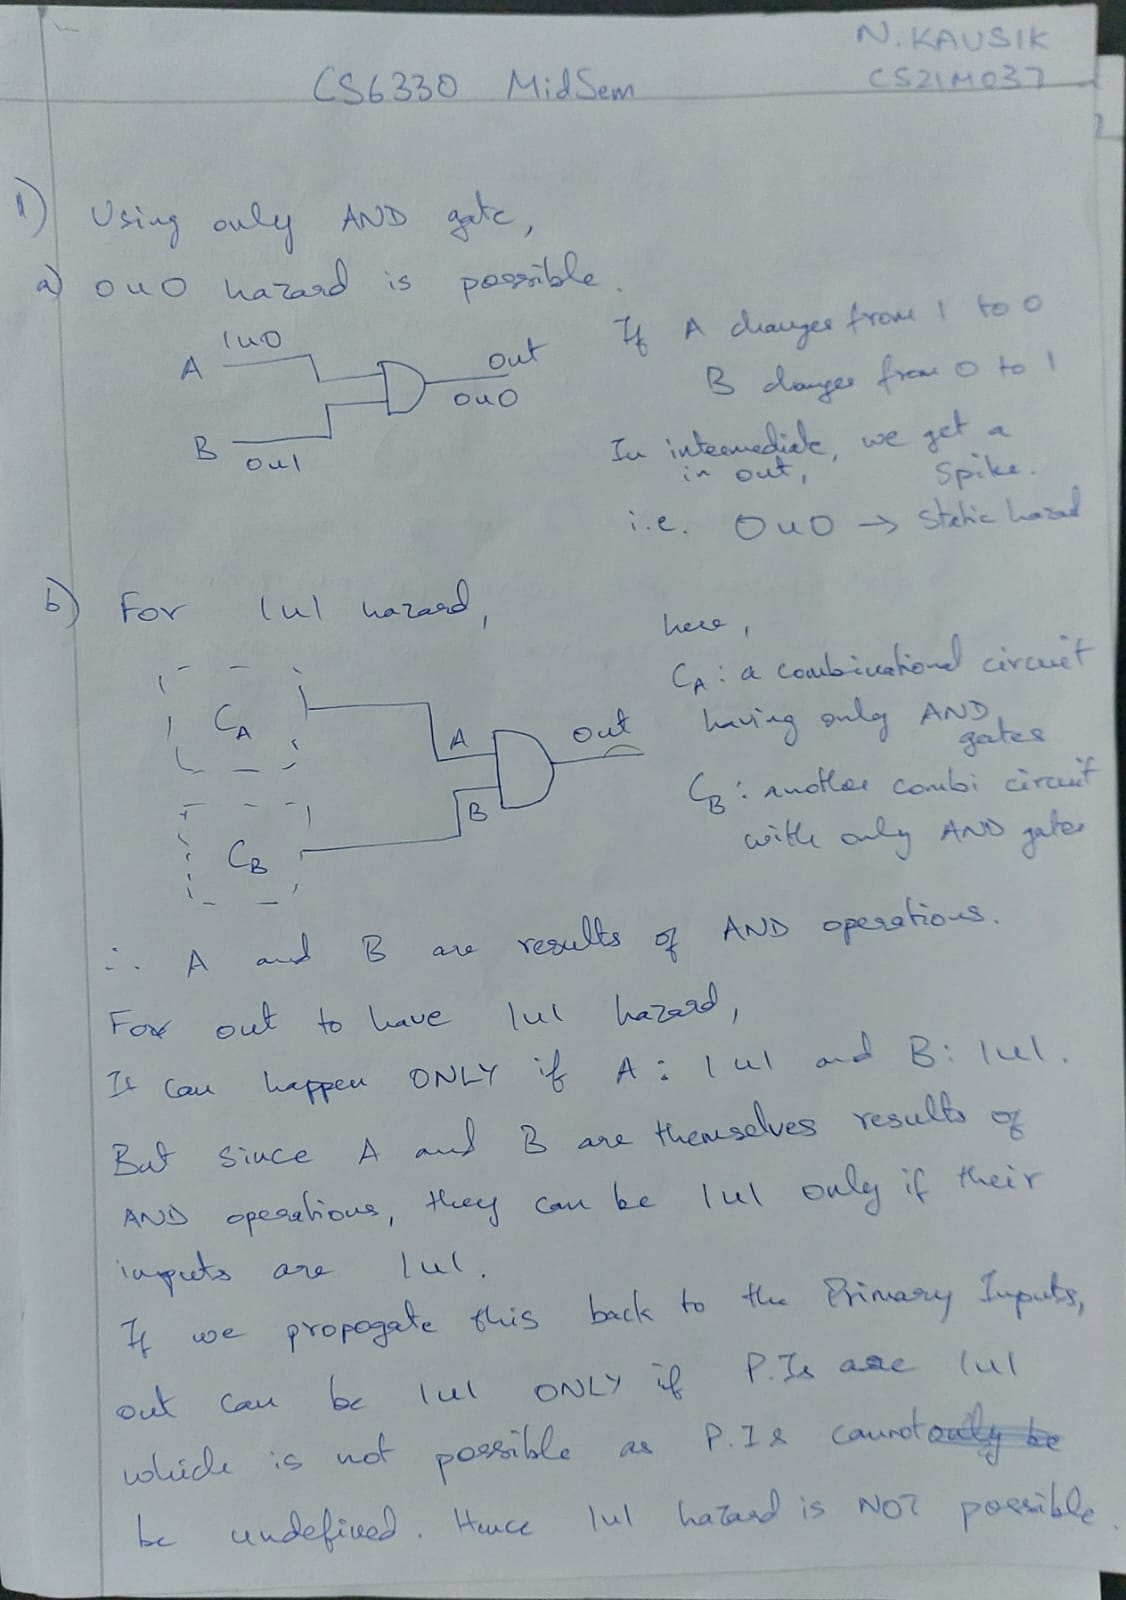 N. KAUSIK
CS21M037
CS6330 MidSem
1) Using only AND gate,
a) 0u0 hazard is possible.
1u0
A
out
0u0
B
0u1
If A changes from 1 to 0
B changes from 0 to 1
In intermediate, we get a
in out, spike.
i.e. 0u0 → Static hazad
b) For 1u1 hazard,
CA
A
out
B
CB
here,
CA : a combinational circuit
having only AND
gates
CB : another combi circuit
with only AND gates
∴ A and B are results of AND operations.
For out to have 1u1 hazard,
It can happen ONLY if A : 1u1 and B : 1u1.
But since A and B are themselves results of
AND operations, they can be 1u1 only if their
inputs are 1u1.
If we propogate this back to the Primary Inputs,
out can be 1u1 ONLY if P.Is are 1u1
which is not possible as P.Is cannot only be
be undefined. Hence 1u1 hazard is NOT possible.